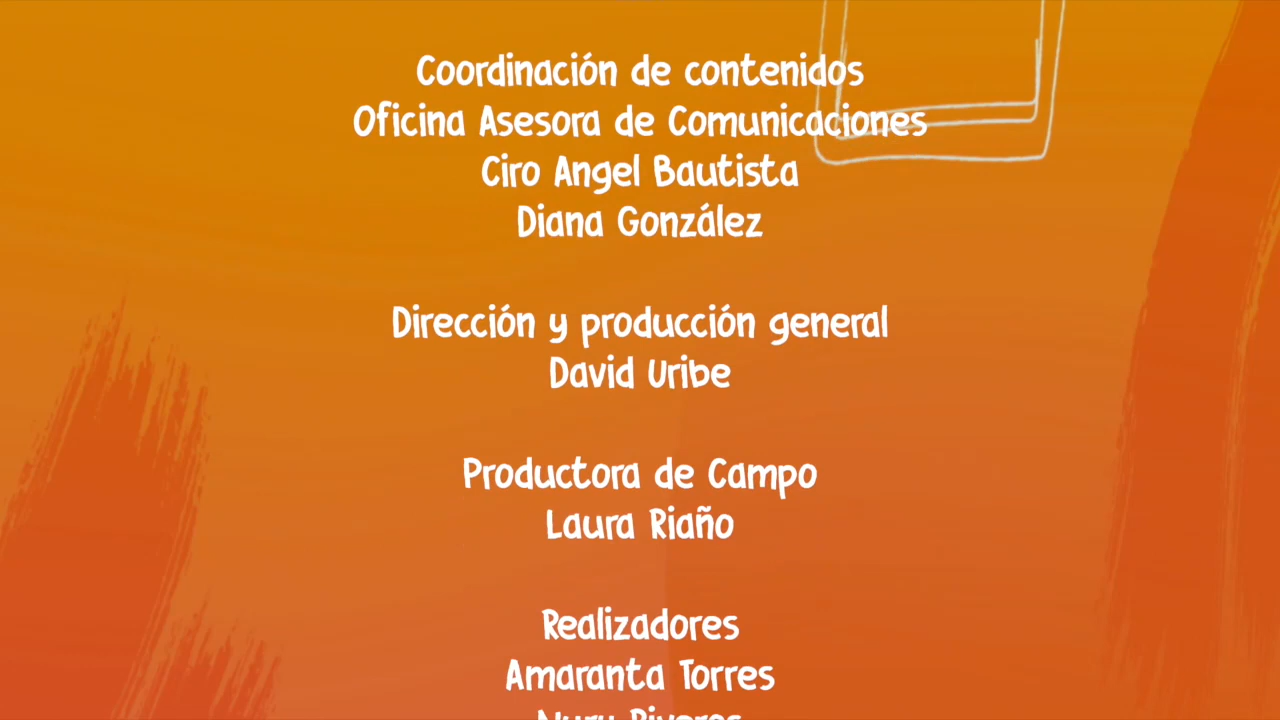 Coordinación de contenidos
Oficina Asesora de Comunicaciones
Ciro Angel Bautista
Diana González
Dirección y producción general
David Uribe
Productora de Campo
Laura Riaño
Realizadores
Amaranta Torres